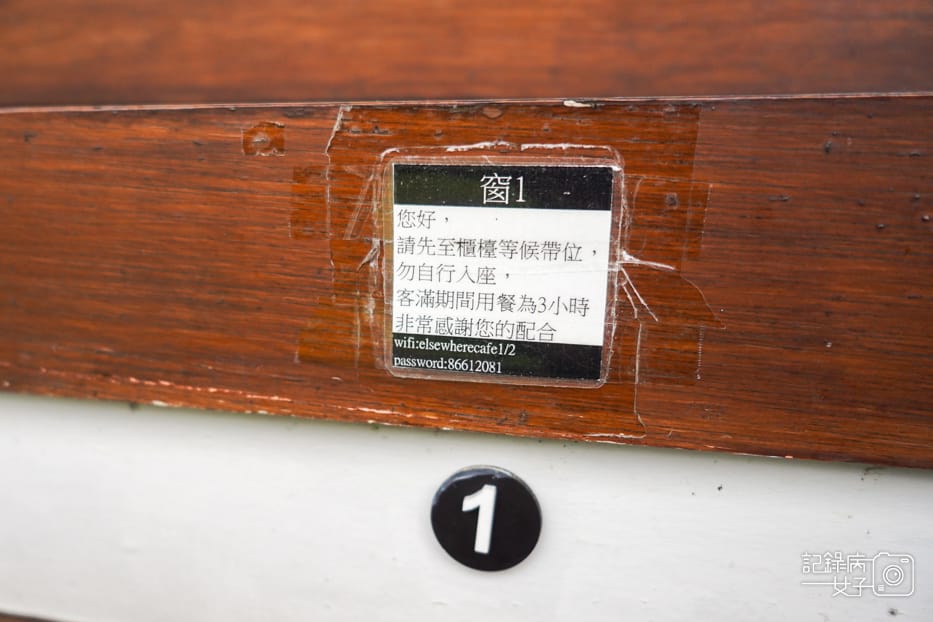 窗1
您好，
請先至櫃檯等候帶位，
勿自行入座，
客滿期間用餐為3小時
非常感謝您的配合
wifi:elsewherecafe1/2
password:86612081
1
記錄病
女子